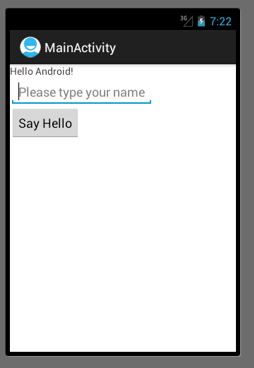 3G 7:22
MainActivity
Hello Android!
Please type your name
Say Hello